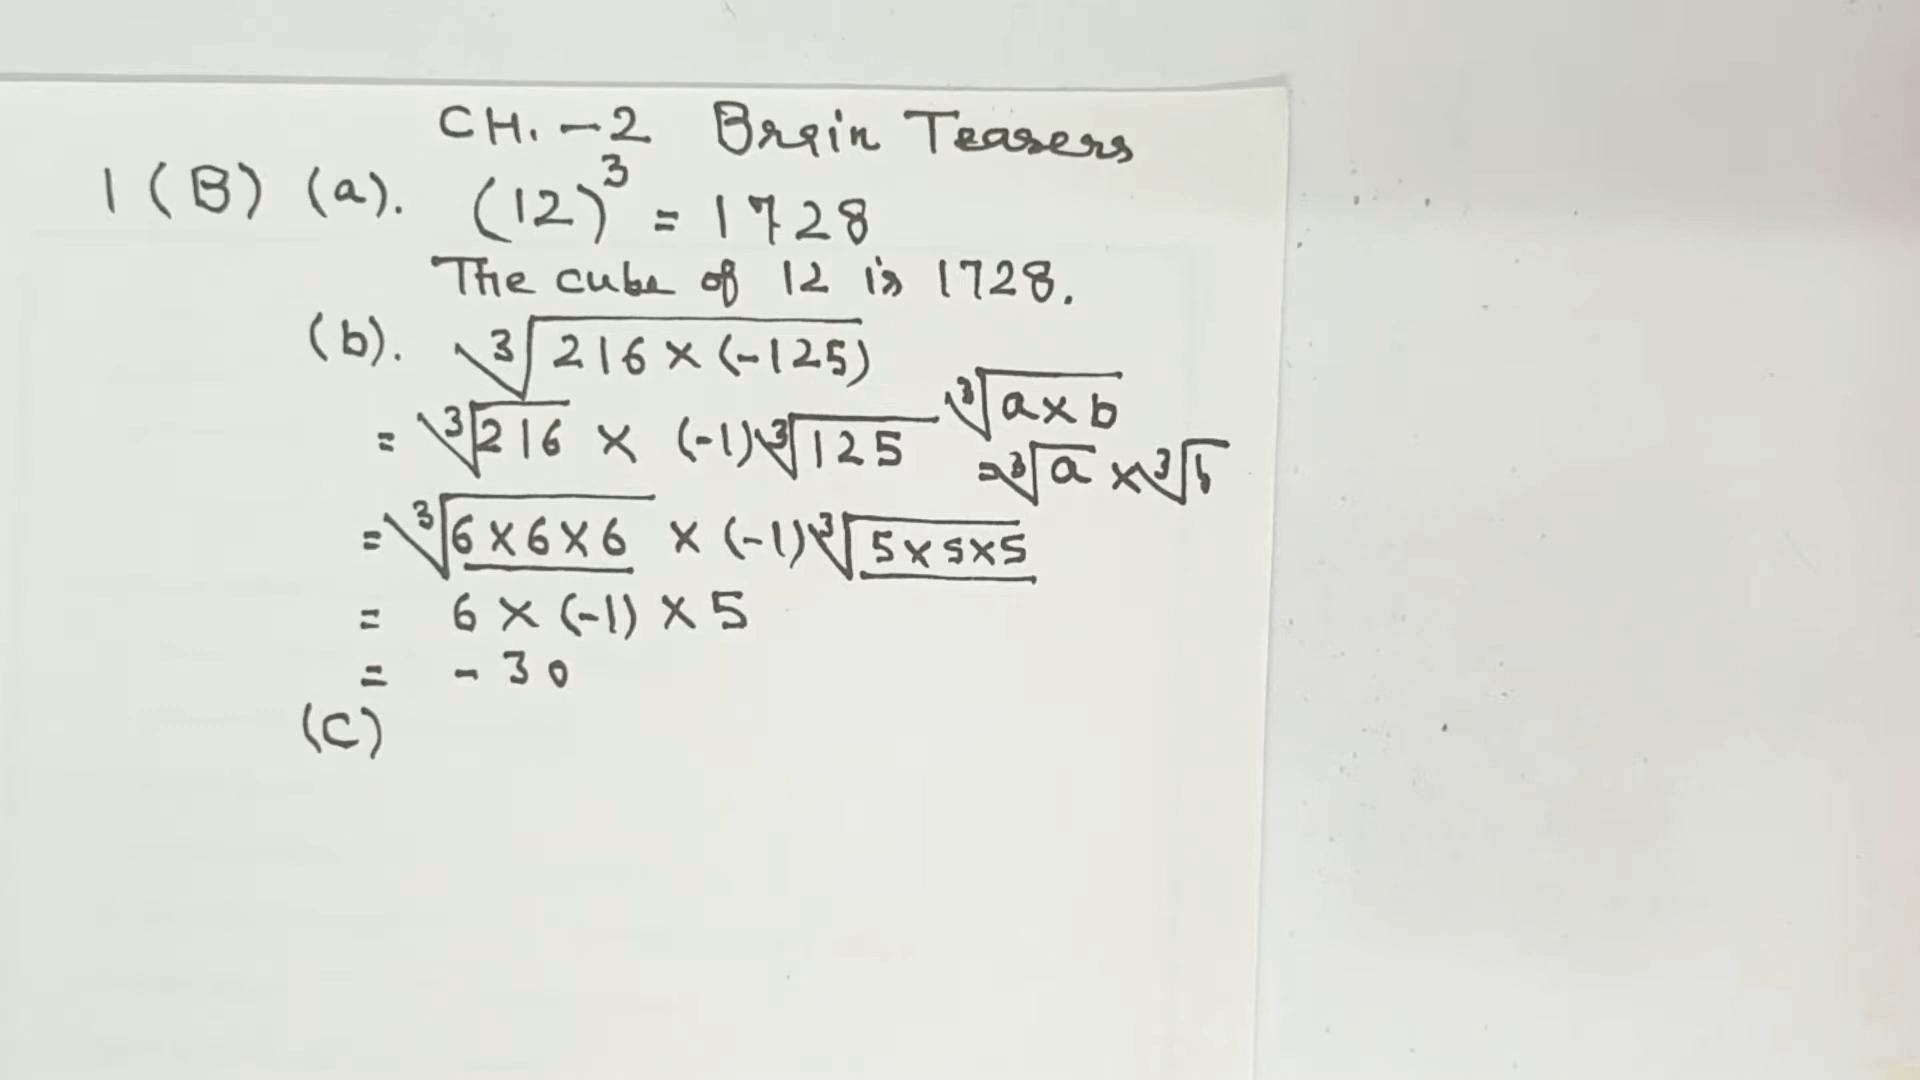 CH. - 2 Brain Teasers
1 (B) (a). (12)³ = 1728
The cube of 12 is 1728.
(b). ∛216 × (-125)
= ∛216 × (-1)∛125
∛a×b
= ∛a × ∛b
= ∛6×6×6 × (-1)∛5×5×5
= 6 × (-1) × 5
= -30
(C)